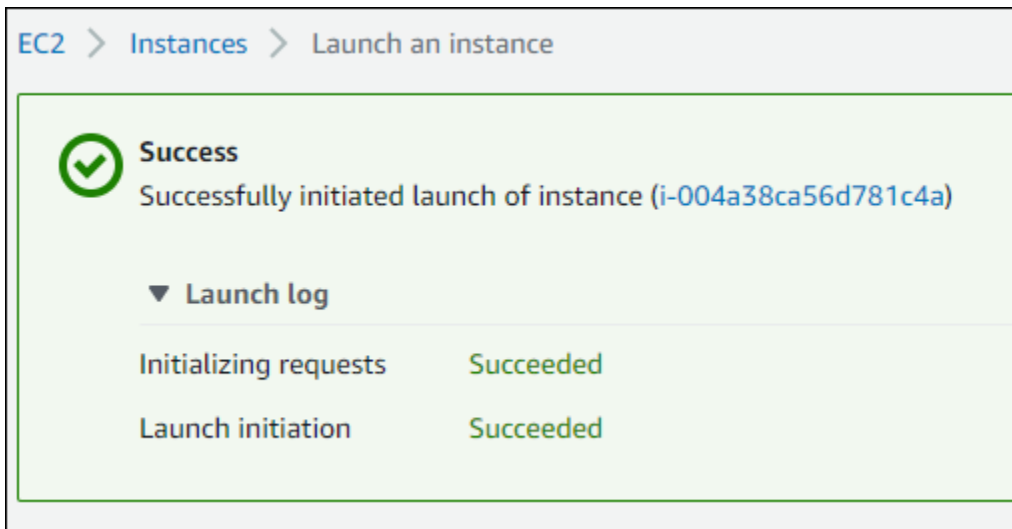 EC2 > Instances > Launch an instance
Success
Successfully initiated launch of instance (i-004a38ca56d781c4a)
Launch log
Initializing requests Succeeded
Launch initiation Succeeded